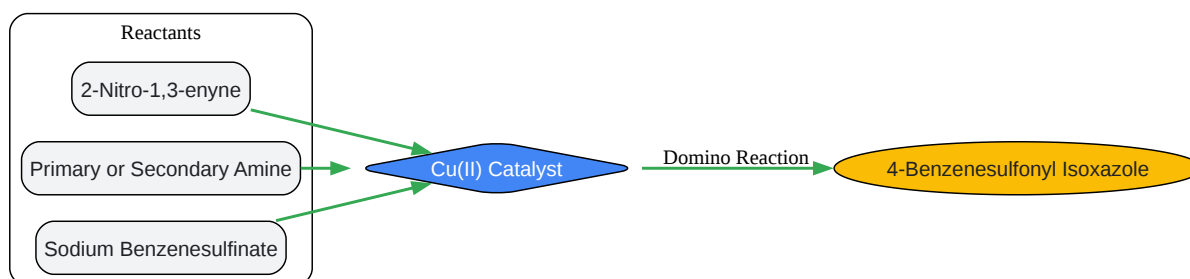 Reactants
2-Nitro-1,3-enyne
Primary or Secondary Amine
Sodium Benzenesulfinate
Cu(II) Catalyst
Domino Reaction
4-Benzenesulfonyl Isoxazole